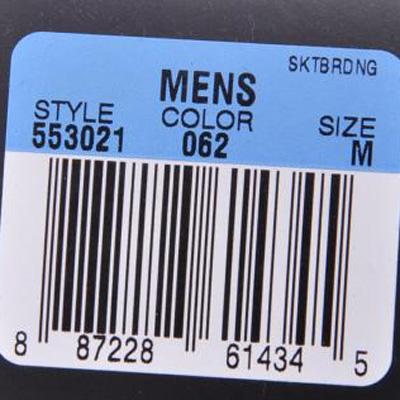 SKTBRDNG
MENS
STYLE COLOR SIZE
553021 062 M
8 87228 61434 5